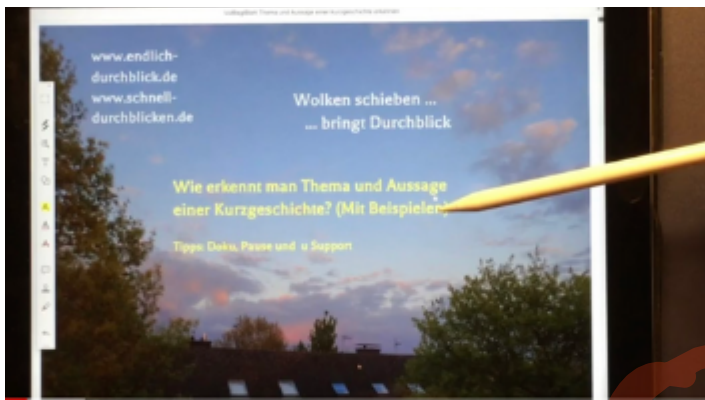 www.endlich-
durchblick.de
www.schnell-
durchblicken.de
Wolken schieben ...
.... bringt Durchblick
Wie erkennt man Thema und Aussage
einer Kurzgeschichte? (Mit Beispielen)
Tipps: Doku, Pause und u Support